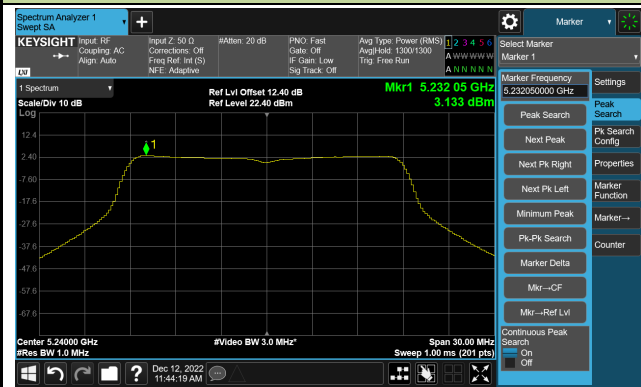 Spectrum Analyzer 1
Swept SA
Marker
KEYSIGHT
Input: RF
Coupling: AC
Align: Auto
Input Z: 50 Ω
Corrections: Off
Freq Ref: Int (S)
NFE: Adaptive
#Atten: 20 dB
PNO: Fast
Gate: Off
IF Gain: Low
Sig Track: Off
Avg Type: Power (RMS)
Avg|Hold: 1300/1300
Trig: Free Run
1 2 3 4 5 6
A W W W W W
A N N N N N
LXI
Select Marker
Marker 1
1 Spectrum
Scale/Div 10 dB
Log
Ref Lvl Offset 12.40 dB
Ref Level 22.40 dBm
Mkr1 5.232 05 GHz
3.133 dBm
1
12.4
2.40
-7.60
-17.6
-27.6
-37.6
-47.6
-57.6
-67.6
Center 5.24000 GHz
#Res BW 1.0 MHz
#Video BW 3.0 MHz*
Span 30.00 MHz
Sweep 1.00 ms (201 pts)
Marker Frequency
5.232050000 GHz
Peak Search
Next Peak
Next Pk Right
Next Pk Left
Minimum Peak
Pk-Pk Search
Marker Delta
Mkr→CF
Mkr→Ref Lvl
Continuous Peak
Search
On
Off
Settings
Peak
Search
Pk Search
Config
Properties
Marker
Function
Marker→
Counter
Dec 12, 2022
11:44:19 AM